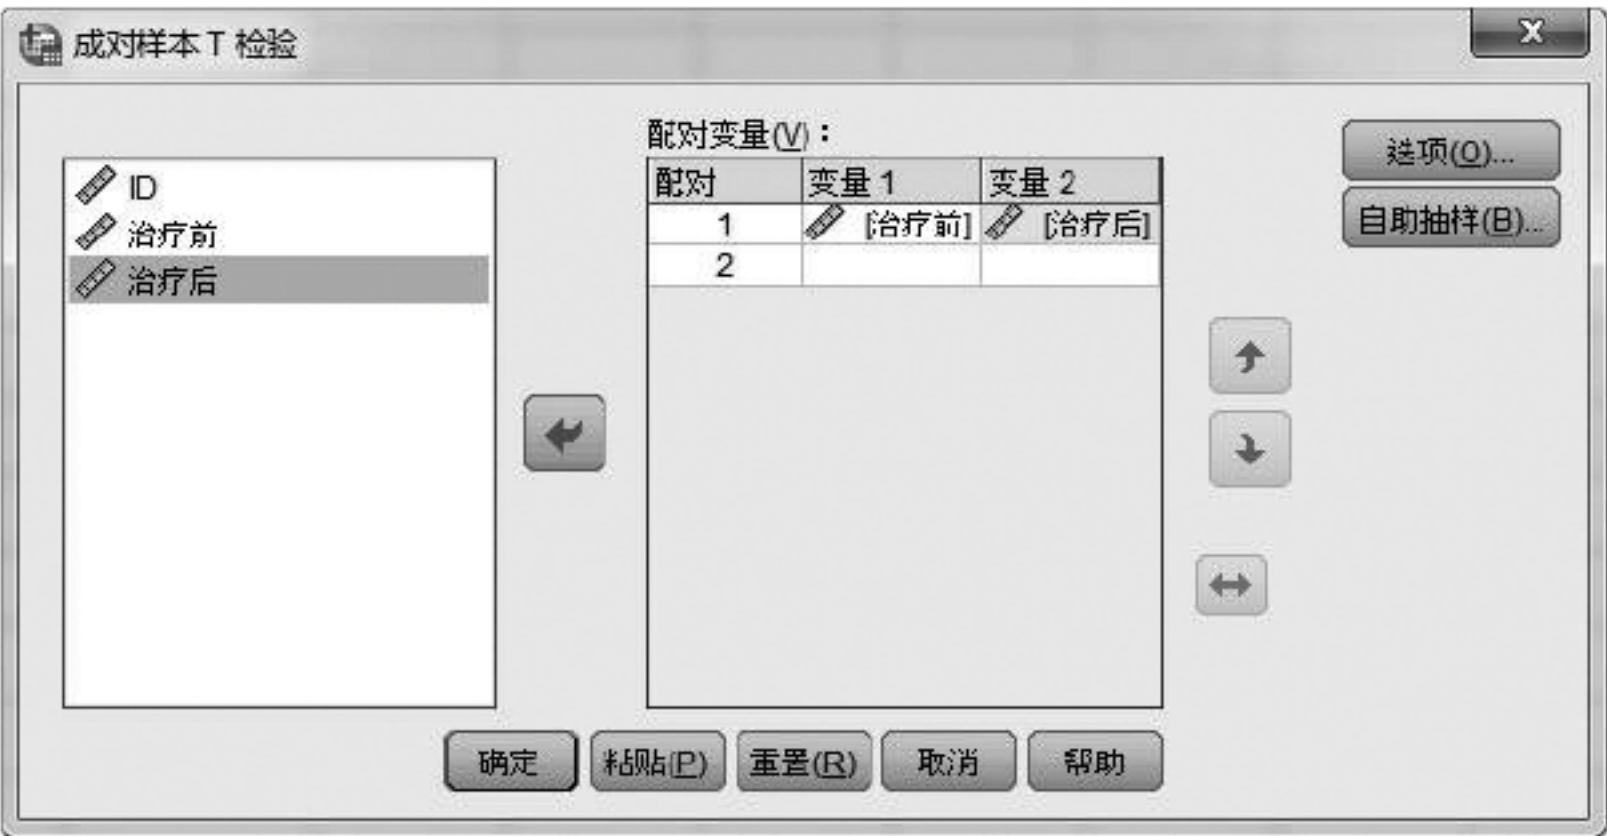 成对样本 T 检验
X
配对变量(V)：
ID
治疗前
治疗后
配对 变量 1 变量 2
1 [治疗前] [治疗后]
2
选项(O)...
自助抽样(B)...
确定 粘贴(P) 重置(R) 取消 帮助